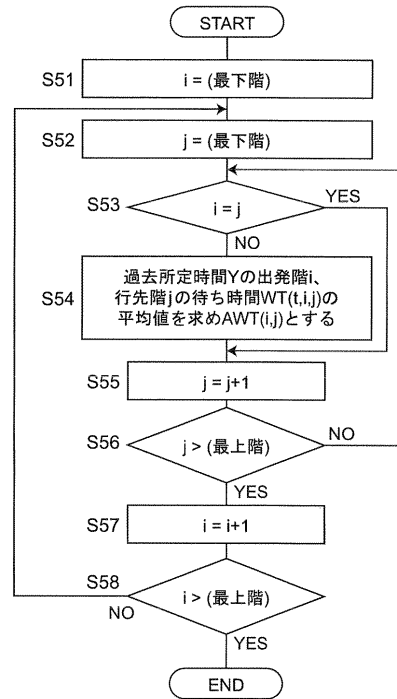 START
S51
i = (最下階)
S52
j = (最下階)
S53
i = j
YES
NO
S54
過去所定時間Yの出発階i、
行先階jの待ち時間WT(t,i,j)の
平均値を求めAWT(i,j)とする
S55
j = j+1
S56
j > (最上階)
NO
YES
S57
i = i+1
S58
i > (最上階)
NO
YES
END